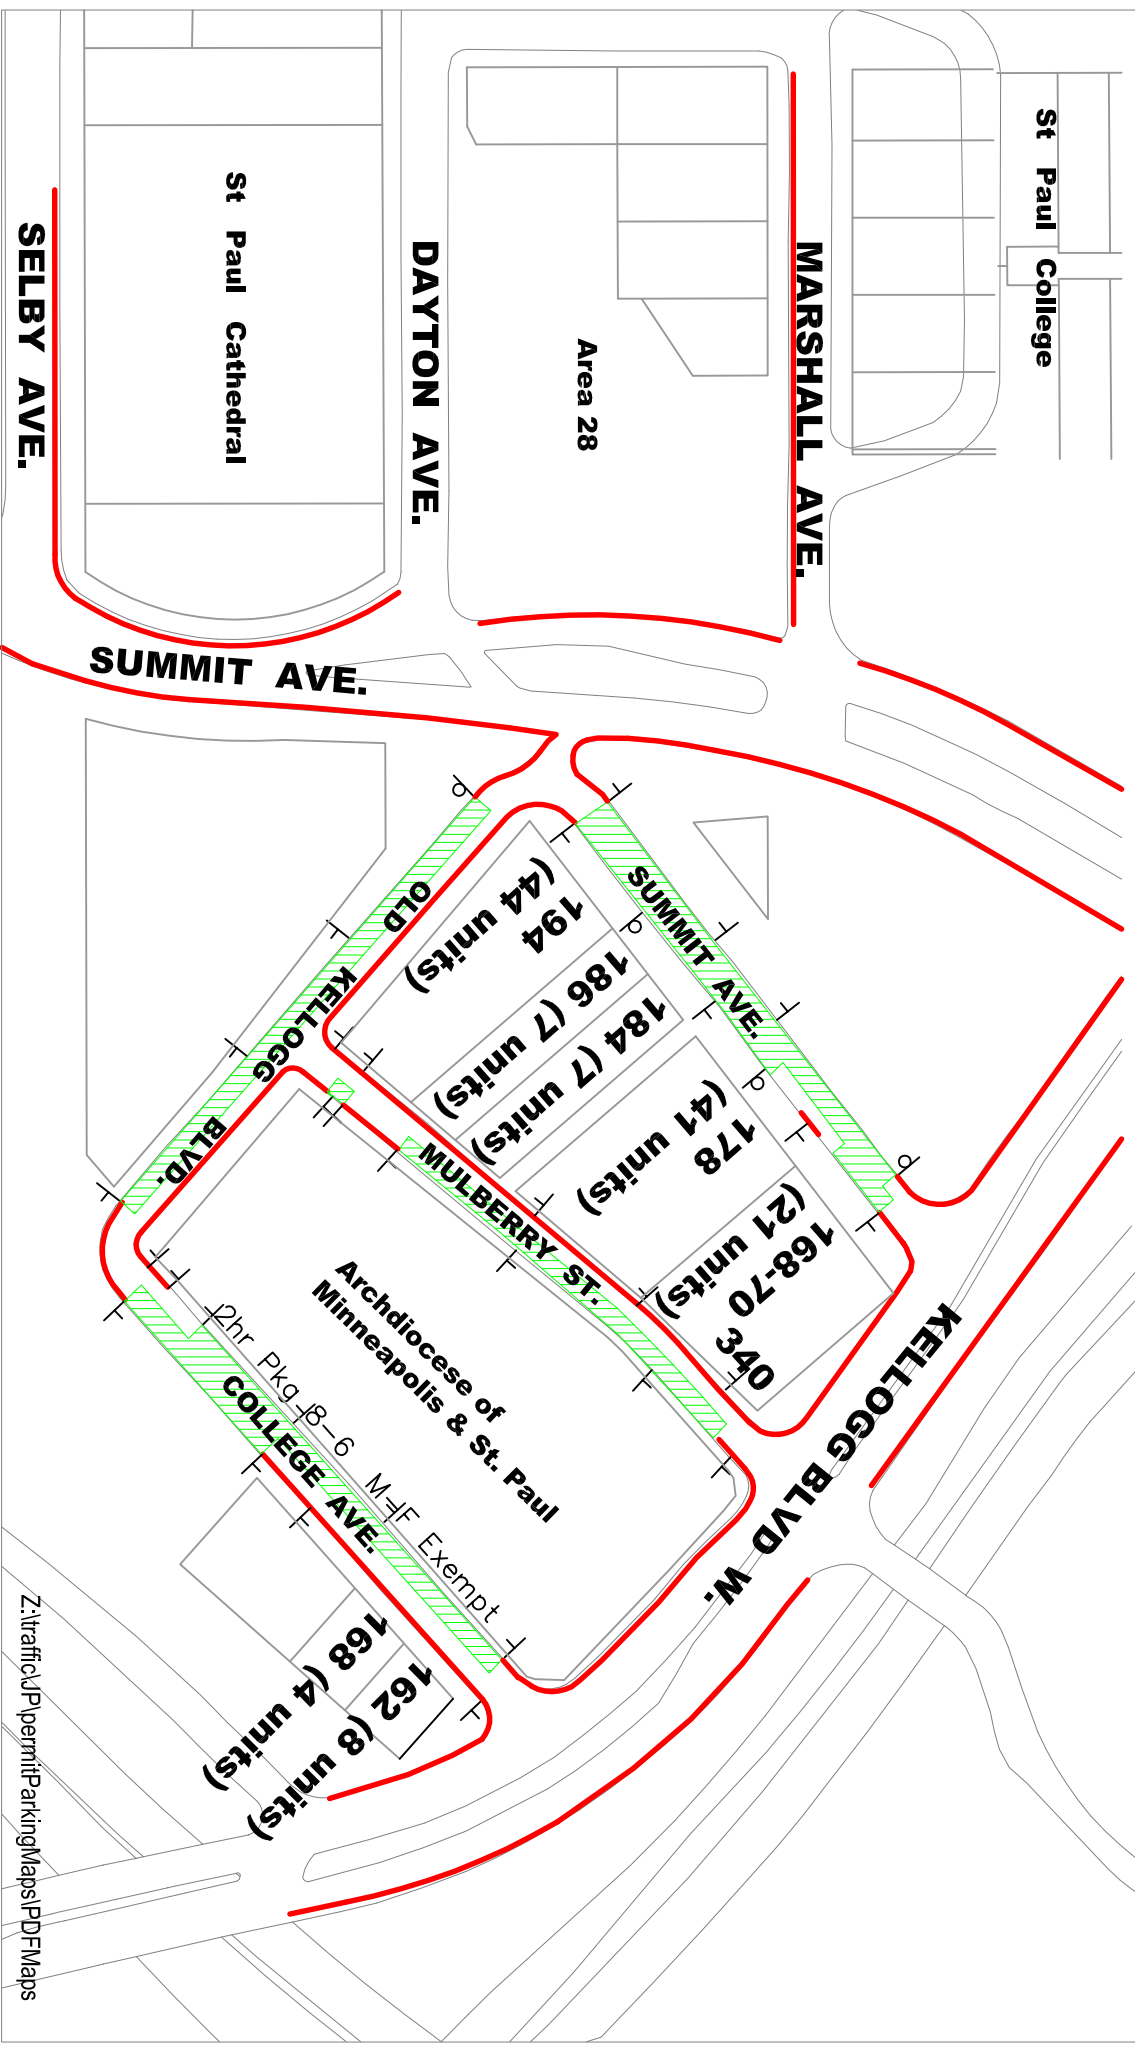 St Paul College
MARSHALL AVE.
Area 28
DAYTON AVE.
St Paul Cathedral
SELBY AVE.
SUMMIT AVE.
SUMMIT AVE.
OLD KELLOGG BLVD.
194
(44 units)
186 (7 units)
184 (7 units)
178
(41 units)
168-70
(21 units)
340
MULBERRY ST.
KELLOGG BLVD W.
Archdiocese of
Minneapolis & St. Paul
2hr Pkg 8-6 M-F Exempt
COLLEGE AVE.
168 (4 units)
162 (8 units)
Z:\traffic\JP\permitParkingMaps\PDFMaps